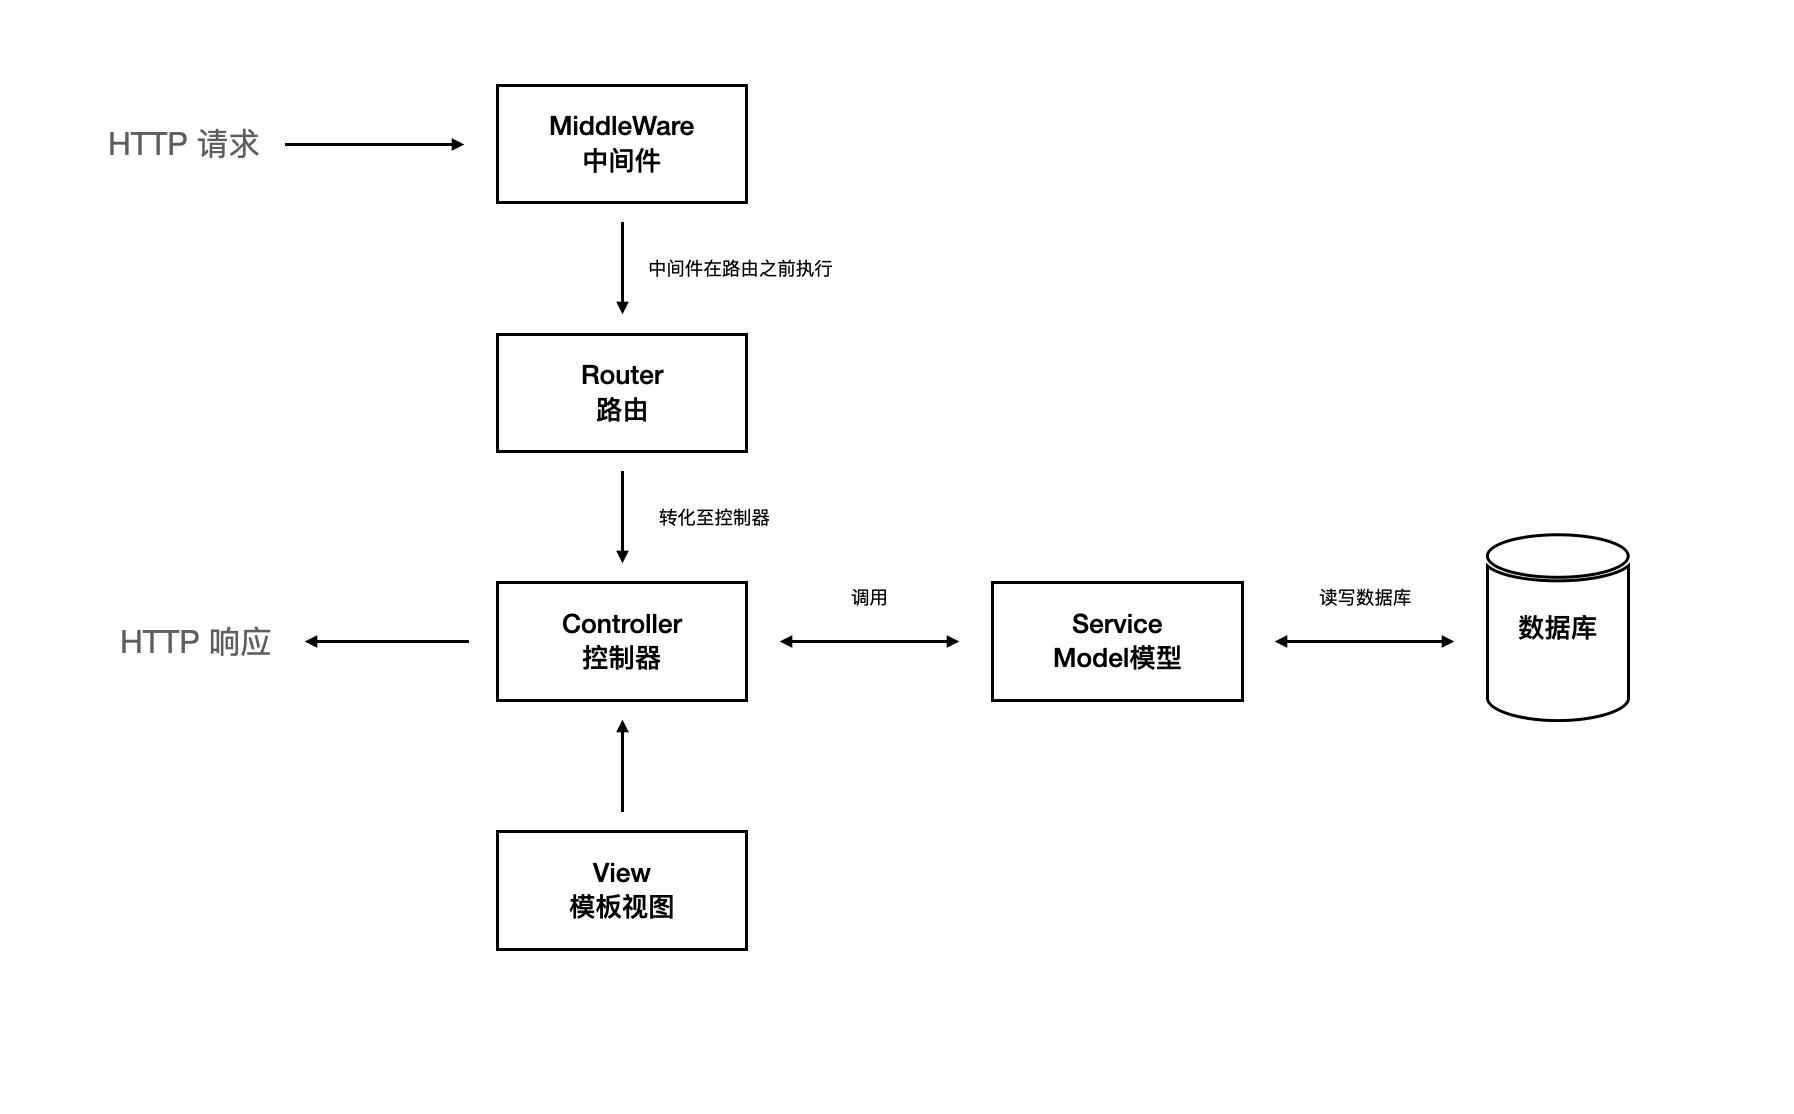 MiddleWare
中间件
HTTP 请求
中间件在路由之前执行
Router
路由
转化至控制器
HTTP 响应
Controller
控制器
调用
Service
Model模型
读写数据库
数据库
View
模板视图